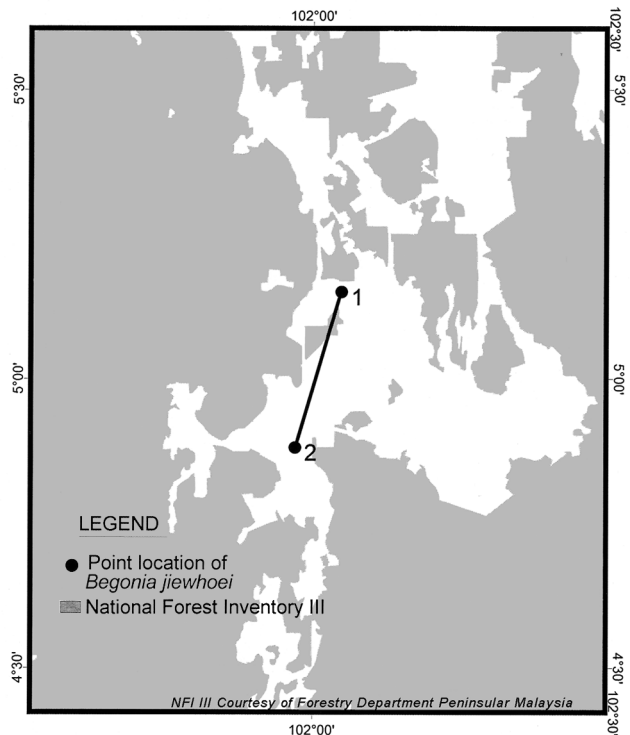 102°00'
102°30'
5°30'
5°30'
1
5°00'
5°00'
2
LEGEND
Point location of
Begonia jiewhoei
National Forest Inventory III
4°30'
4°30'
NFI III Courtesy of Forestry Department Peninsular Malaysia
102°00'
102°30'